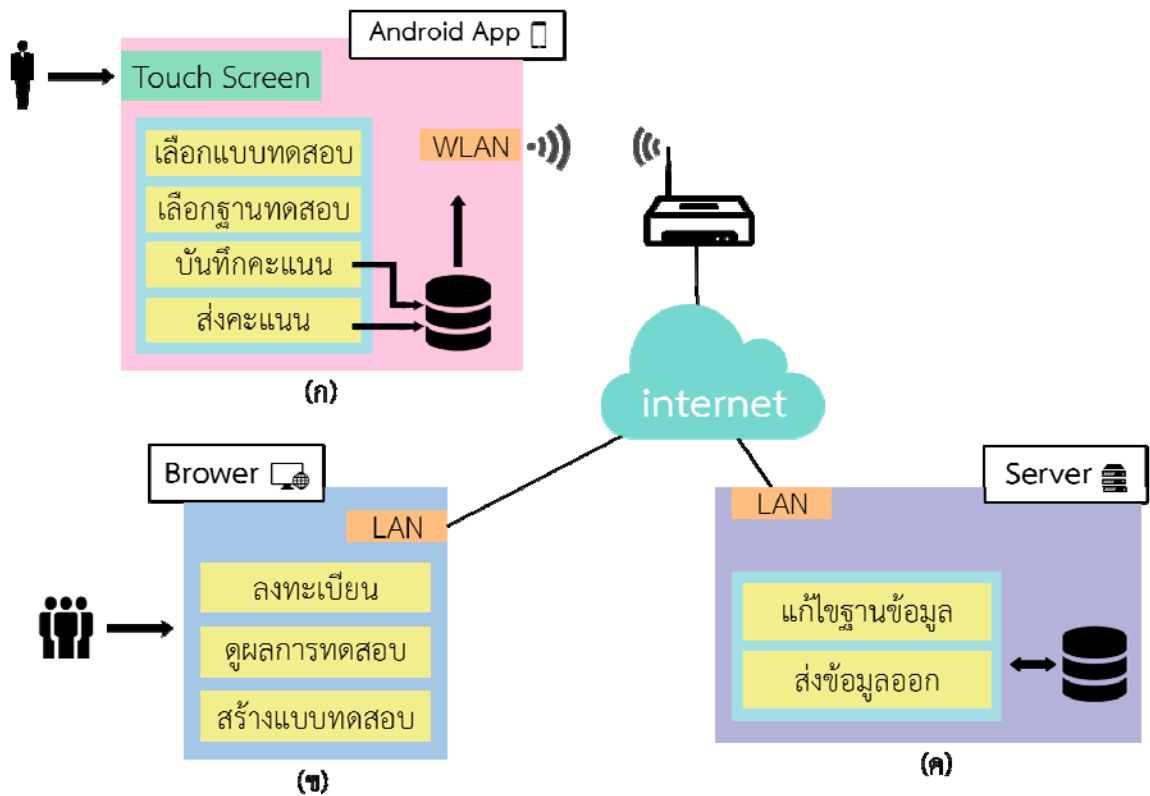 Android App
Touch Screen
เลือกแบบทดสอบ
เลือกฐานทดสอบ
บันทึกคะแนน
ส่งคะแนน
WLAN
(ก)
internet
Brower
LAN
ลงทะเบียน
ดูผลการทดสอบ
สร้างแบบทดสอบ
(ข)
Server
LAN
แก้ไขฐานข้อมูล
ส่งข้อมูลออก
(ค)